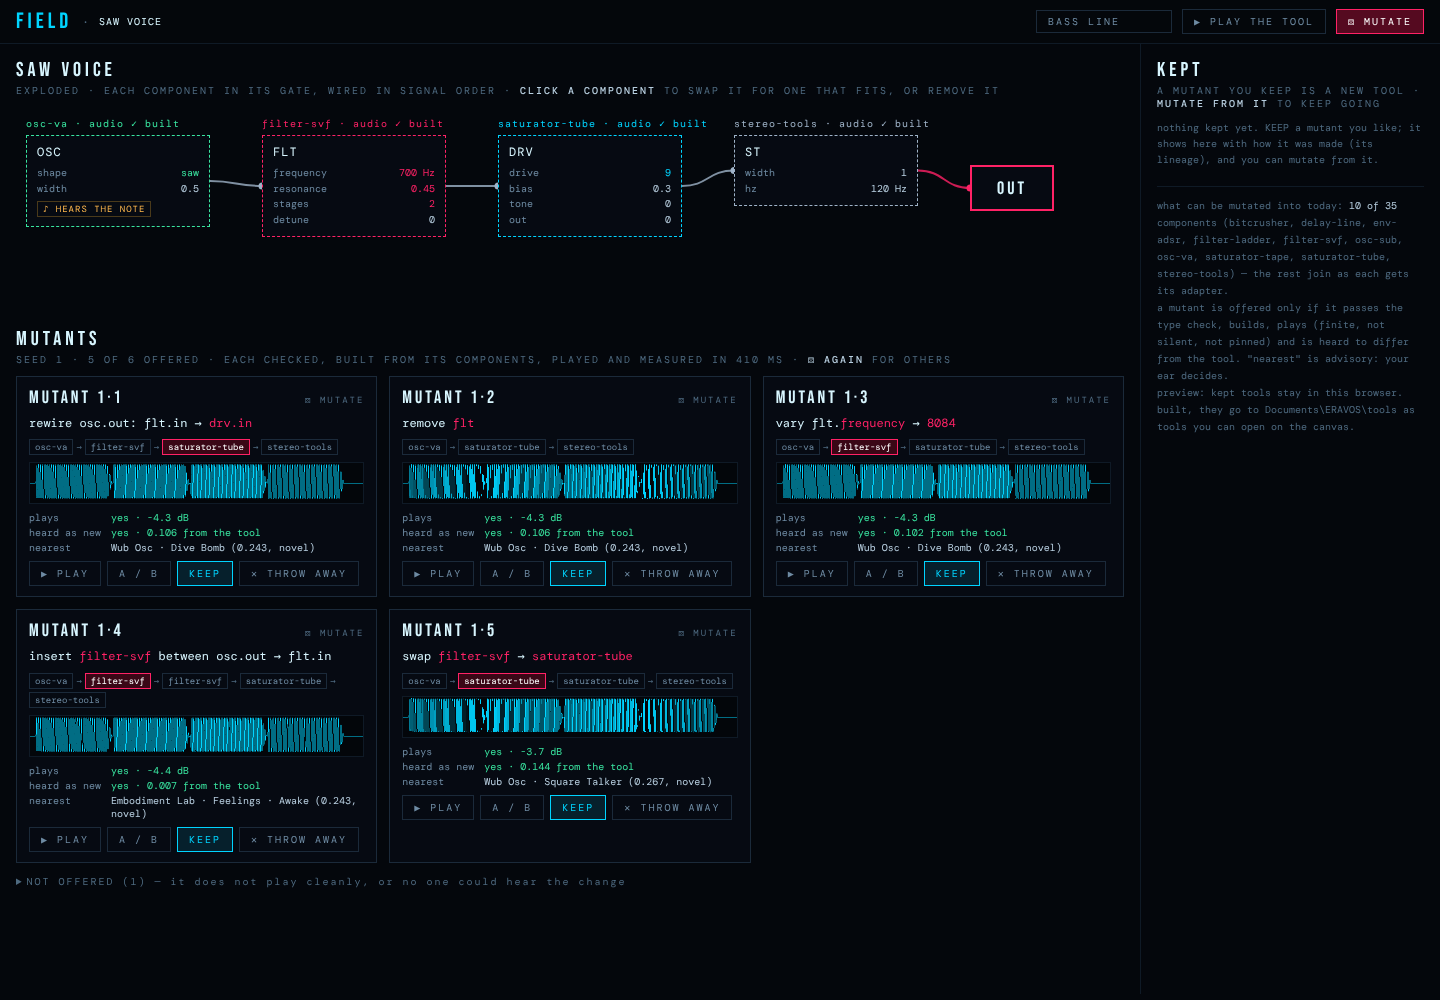 FIELD · SAW VOICE
BASS LINE
▶ PLAY THE TOOL
⚄ MUTATE
SAW VOICE
EXPLODED · EACH COMPONENT IN ITS GATE, WIRED IN SIGNAL ORDER · CLICK A COMPONENT TO SWAP IT FOR ONE THAT FITS, OR REMOVE IT
osc-va · audio ✓ built
OSC
shape saw
width 0.5
♪ HEARS THE NOTE
filter-svf · audio ✓ built
FLT
frequency 700 Hz
resonance 0.45
stages 2
detune 0
saturator-tube · audio ✓ built
DRV
drive 9
bias 0.3
tone 0
out 0
stereo-tools · audio ✓ built
ST
width 1
hz 120 Hz
OUT
MUTANTS
SEED 1 · 5 OF 6 OFFERED · EACH CHECKED, BUILT FROM ITS COMPONENTS, PLAYED AND MEASURED IN 410 MS · ⚄ AGAIN FOR OTHERS
MUTANT 1·1
⚄ MUTATE
rewire osc.out: flt.in → drv.in
osc-va → filter-svf → saturator-tube → stereo-tools
plays yes · -4.3 dB
heard as new yes · 0.106 from the tool
nearest Wub Osc · Dive Bomb (0.243, novel)
▶ PLAY A / B KEEP × THROW AWAY
MUTANT 1·2
⚄ MUTATE
remove flt
osc-va → saturator-tube → stereo-tools
plays yes · -4.3 dB
heard as new yes · 0.106 from the tool
nearest Wub Osc · Dive Bomb (0.243, novel)
▶ PLAY A / B KEEP × THROW AWAY
MUTANT 1·3
⚄ MUTATE
vary flt.frequency → 8084
osc-va → filter-svf → saturator-tube → stereo-tools
plays yes · -4.3 dB
heard as new yes · 0.102 from the tool
nearest Wub Osc · Dive Bomb (0.243, novel)
▶ PLAY A / B KEEP × THROW AWAY
MUTANT 1·4
⚄ MUTATE
insert filter-svf between osc.out → flt.in
osc-va → filter-svf → filter-svf → saturator-tube →
stereo-tools
plays yes · -4.4 dB
heard as new yes · 0.007 from the tool
nearest Embodiment Lab · Feelings · Awake (0.243,
novel)
▶ PLAY A / B KEEP × THROW AWAY
MUTANT 1·5
⚄ MUTATE
swap filter-svf → saturator-tube
osc-va → saturator-tube → saturator-tube → stereo-tools
plays yes · -3.7 dB
heard as new yes · 0.144 from the tool
nearest Wub Osc · Square Talker (0.267, novel)
▶ PLAY A / B KEEP × THROW AWAY
▶ NOT OFFERED (1) — it does not play cleanly, or no one could hear the change
KEPT
A MUTANT YOU KEEP IS A NEW TOOL ·
MUTATE FROM IT TO KEEP GOING
nothing kept yet. KEEP a mutant you like; it
shows here with how it was made (its
lineage), and you can mutate from it.
what can be mutated into today: 10 of 35
components (bitcrusher, delay-line, env-
adsr, filter-ladder, filter-svf, osc-sub,
osc-va, saturator-tape, saturator-tube,
stereo-tools) — the rest join as each gets
its adapter.
a mutant is offered only if it passes the
type check, builds, plays (finite, not
silent, not pinned) and is heard to differ
from the tool. "nearest" is advisory: your
ear decides.
preview: kept tools stay in this browser.
built, they go to Documents\ERAVOS\tools as
tools you can open on the canvas.